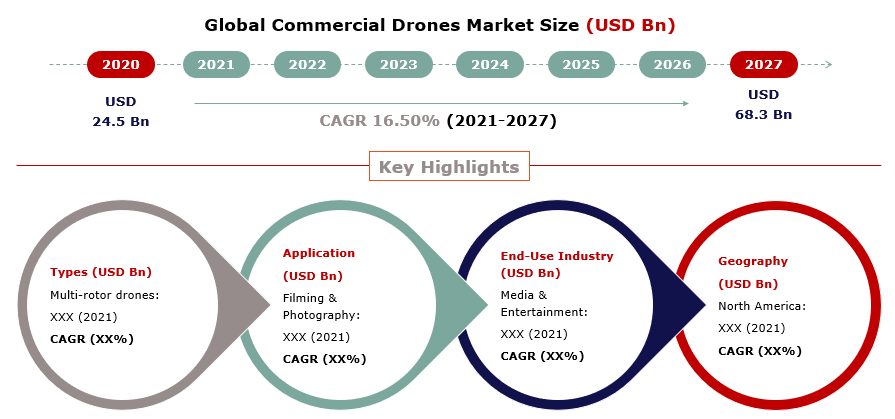 Global Commercial Drones Market Size (USD Bn)
2020 2021 2022 2023 2024 2025 2026 2027
USD
24.5 Bn
USD
68.3 Bn
CAGR 16.50% (2021-2027)
Key Highlights
Types (USD Bn)
Multi-rotor drones:
XXX (2021)
CAGR (XX%)
Application
(USD Bn)
Filming &
Photography:
XXX (2021)
CAGR (XX%)
End-Use Industry
(USD Bn)
Media &
Entertainment:
XXX (2021)
CAGR (XX%)
Geography
(USD Bn)
North America:
XXX (2021)
CAGR (XX%)